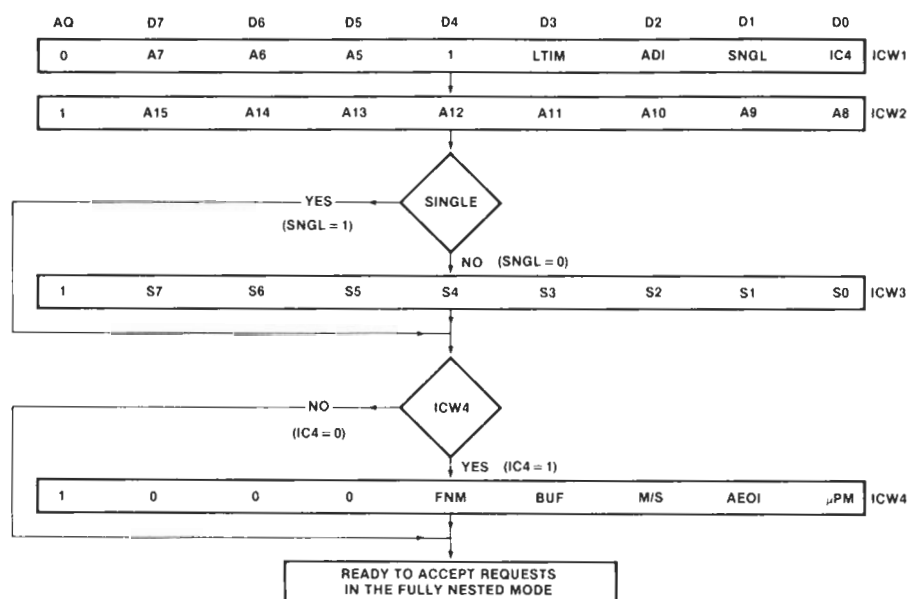 AQ D7 D6 D5 D4 D3 D2 D1 D0
0 A7 A6 A5 1 LTIM ADI SNGL IC4 ICW1
1 A15 A14 A13 A12 A11 A10 A9 A8 ICW2
SINGLE
YES
(SNGL = 1)
NO (SNGL = 0)
1 S7 S6 S5 S4 S3 S2 S1 S0 ICW3
ICW4
NO
(IC4 = 0)
YES (IC4 = 1)
1 0 0 0 FNM BUF M/S AEOI μPM ICW4
READY TO ACCEPT REQUESTS
IN THE FULLY NESTED MODE